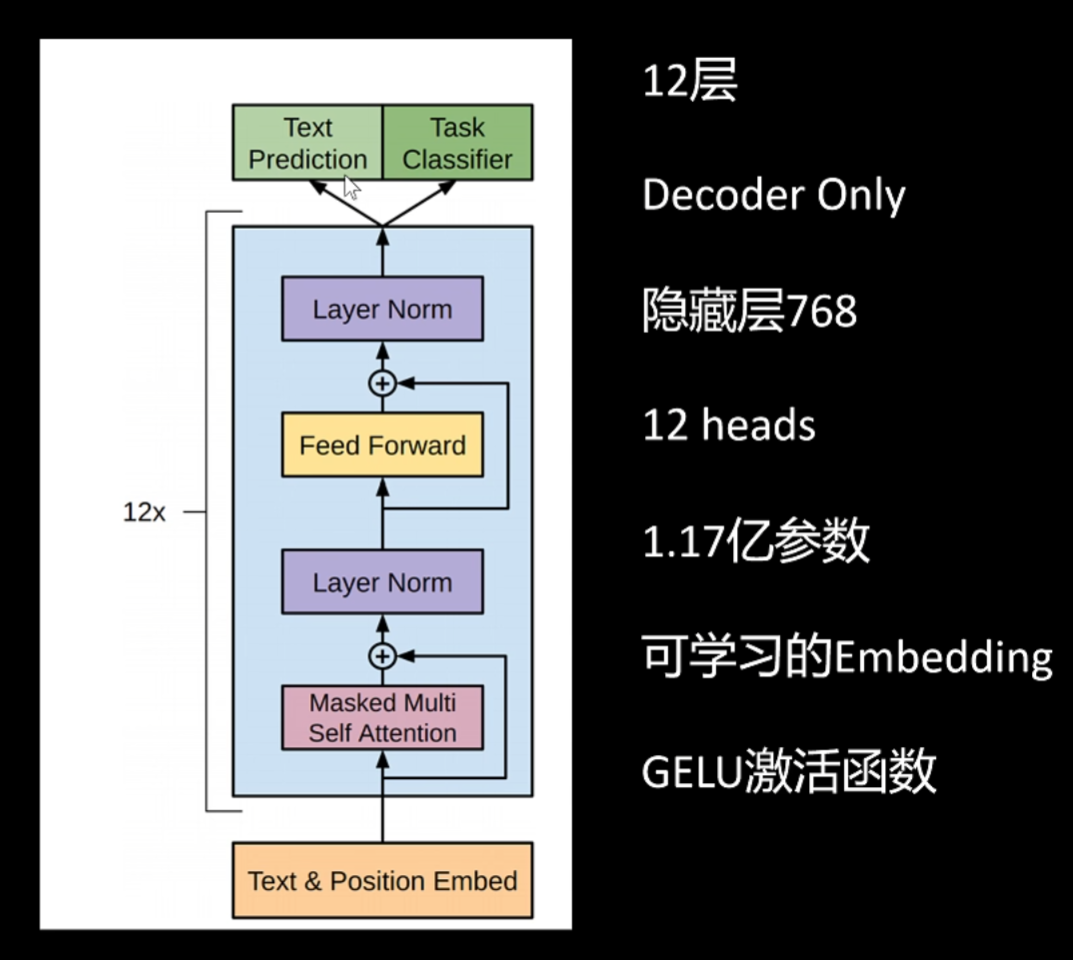 Text
Prediction
Task
Classifier
Layer Norm
Feed Forward
12x
Layer Norm
Masked Multi
Self Attention
Text & Position Embed
12层
Decoder Only
隐藏层768
12 heads
1.17亿参数
可学习的Embedding
GELU激活函数